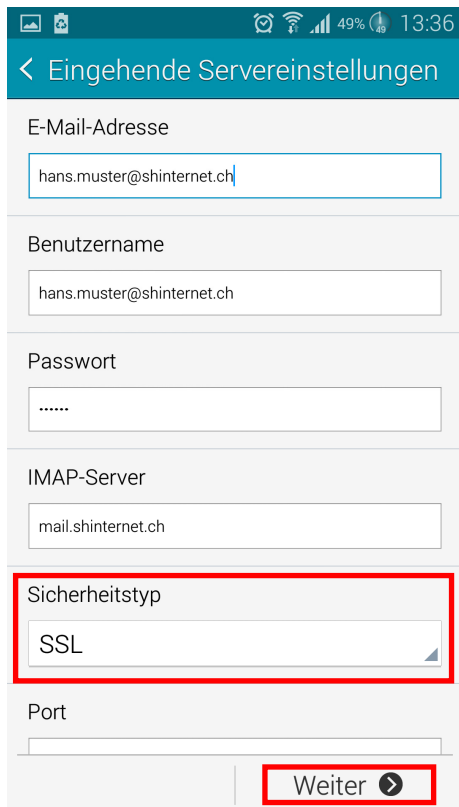 49% 49 13:36
Eingehende Servereinstellungen
E-Mail-Adresse
hans.muster@shinternet.ch
Benutzername
hans.muster@shinternet.ch
Passwort
······
IMAP-Server
mail.shinternet.ch
Sicherheitstyp
SSL
Port
Weiter